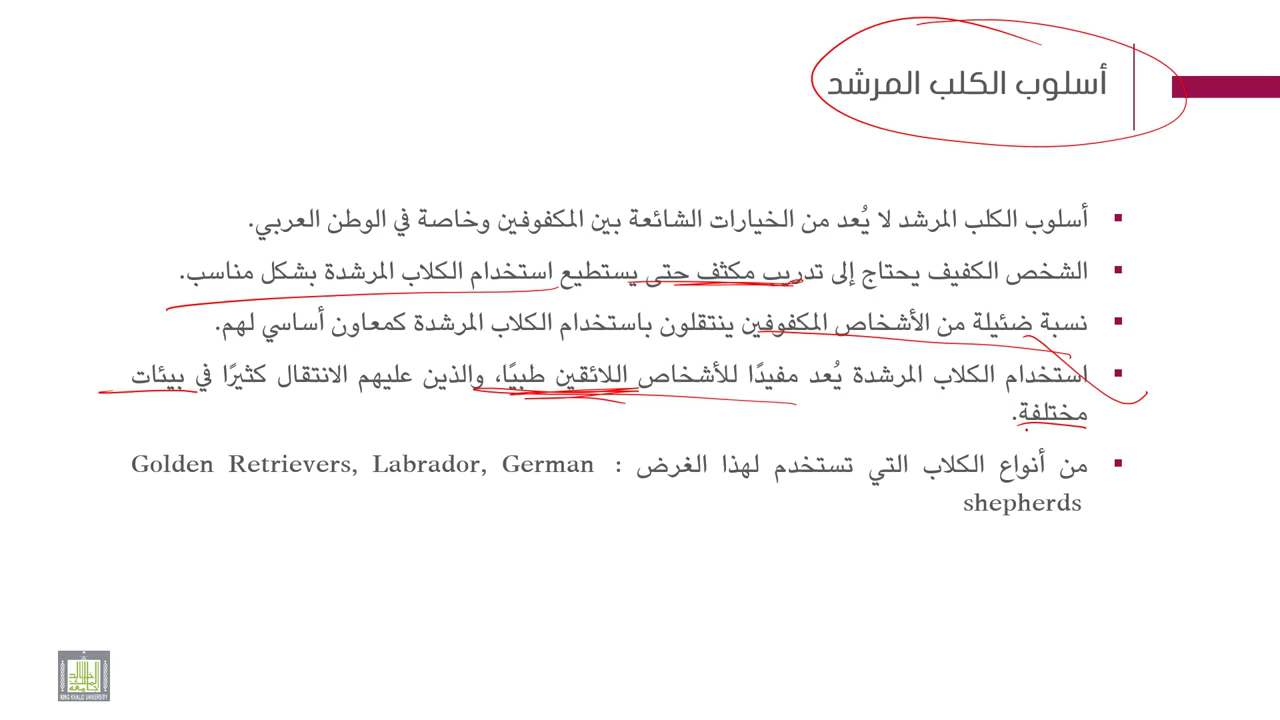 أسلوب الكلب المرشد
أسلوب الكلب المرشد لا يُعد من الخيارات الشائعة بين المكفوفين وخاصة في الوطن العربي.
الشخص الكفيف يحتاج إلى تدريب مكثف حتى يستطيع استخدام الكلاب المرشدة بشكل مناسب.
نسبة ضئيلة من الأشخاص المكفوفين ينتقلون باستخدام الكلاب المرشدة كمعاون أساسي لهم.
استخدام الكلاب المرشدة يُعد مفيدًا للأشخاص اللائقين طبيًا، والذين عليهم الانتقال كثيرًا في بيئات
مختلفة.
من أنواع الكلاب التي تستخدم لهذا الغرض : Golden Retrievers, Labrador, German
shepherds
KING KHALID UNIVERSITY